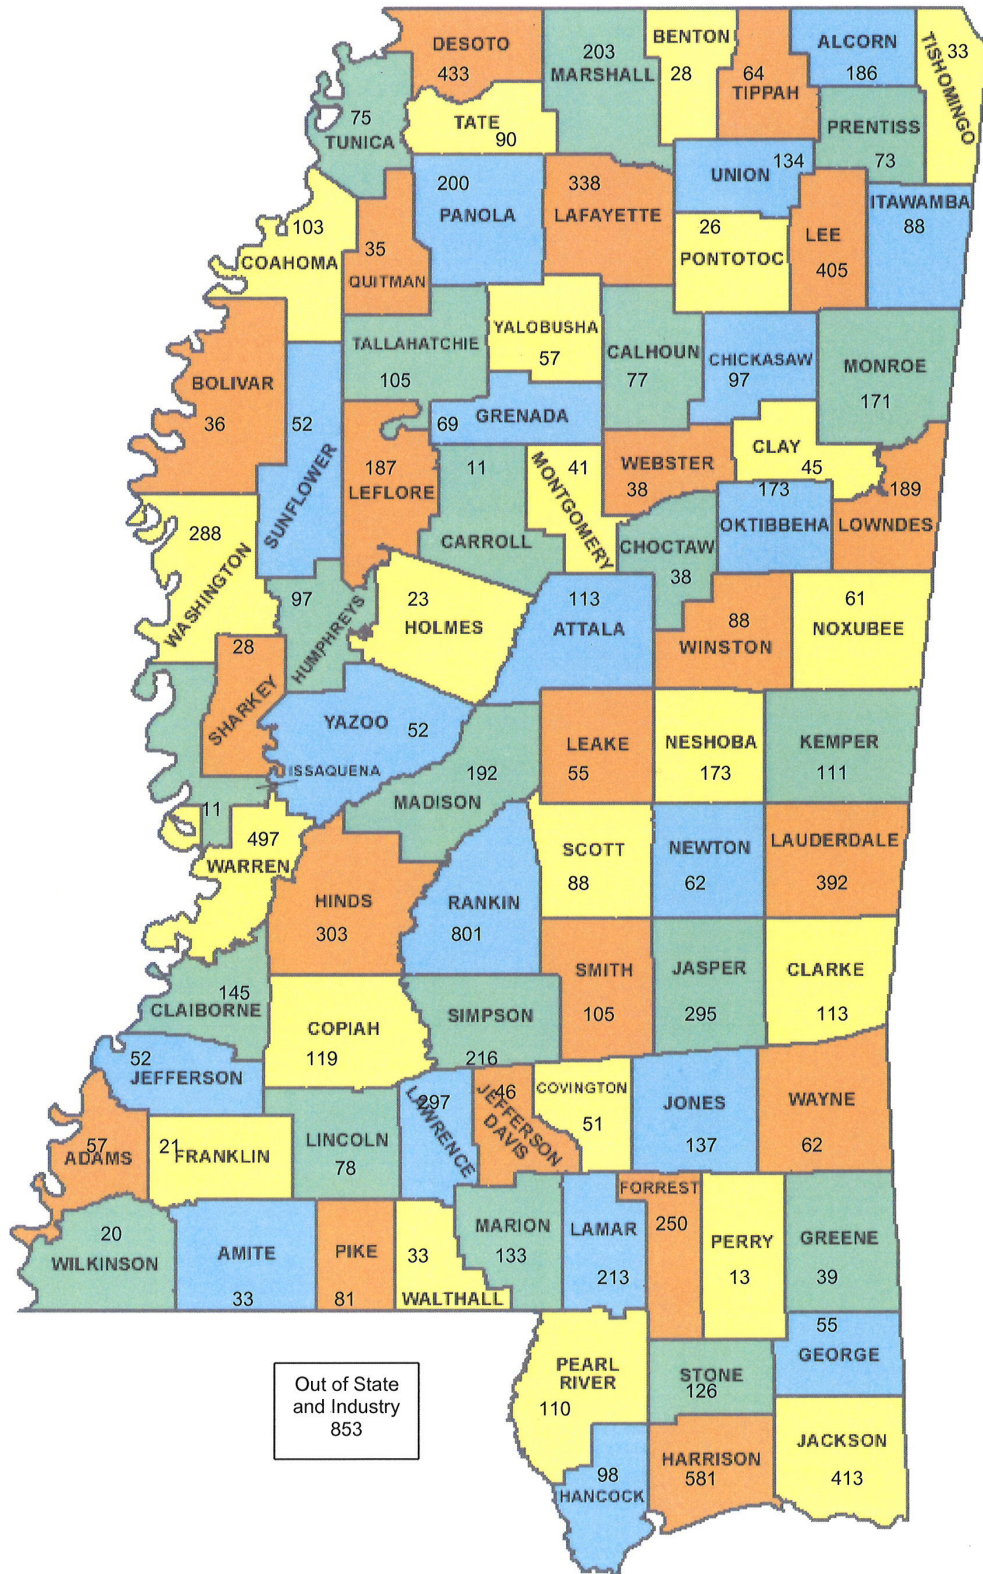 DESOTO
433
203
MARSHALL
BENTON
28
64
TIPPAH
ALCORN
186
33
TISHOMINGO
75
TUNICA
TATE
90
PRENTISS
73
200
PANOLA
338
LAFAYETTE
134
UNION
ITAWAMBA
88
103
COAHOMA
35
QUITMAN
26
PONTOTOC
LEE
405
TALLAHATCHIE
105
YALOBUSHA
57
CALHOUN
77
CHICKASAW
97
MONROE
171
BOLIVAR
36
52
SUNFLOWER
69
GRENADA
187
LEFLORE
11
CARROLL
41
MONTGOMERY
WEBSTER
38
CLAY
45
173
OKTIBBEHA
189
LOWNDES
288
WASHINGTON
97
HUMPHREYS
23
HOLMES
113
ATTALA
CHOCTAW
38
88
WINSTON
61
NOXUBEE
28
SHARKEY
YAZOO
52
ISSAQUENA
11
192
MADISON
LEAKE
55
NESHOBA
173
KEMPER
111
497
WARREN
HINDS
303
RANKIN
801
SCOTT
88
NEWTON
62
LAUDERDALE
392
145
CLAIBORNE
COPIAH
119
SIMPSON
216
SMITH
105
JASPER
295
CLARKE
113
52
JEFFERSON
297
LAWRENCE
46
JEFFERSON
DAVIS
COVINGTON
51
JONES
137
WAYNE
62
57
ADAMS
21
FRANKLIN
LINCOLN
78
20
WILKINSON
AMITE
33
PIKE
81
33
WALTHALL
MARION
133
LAMAR
213
FORREST
250
PERRY
13
GREENE
39
55
GEORGE
PEARL
RIVER
110
STONE
126
98
HANCOCK
HARRISON
581
JACKSON
413
Out of State
and Industry
853